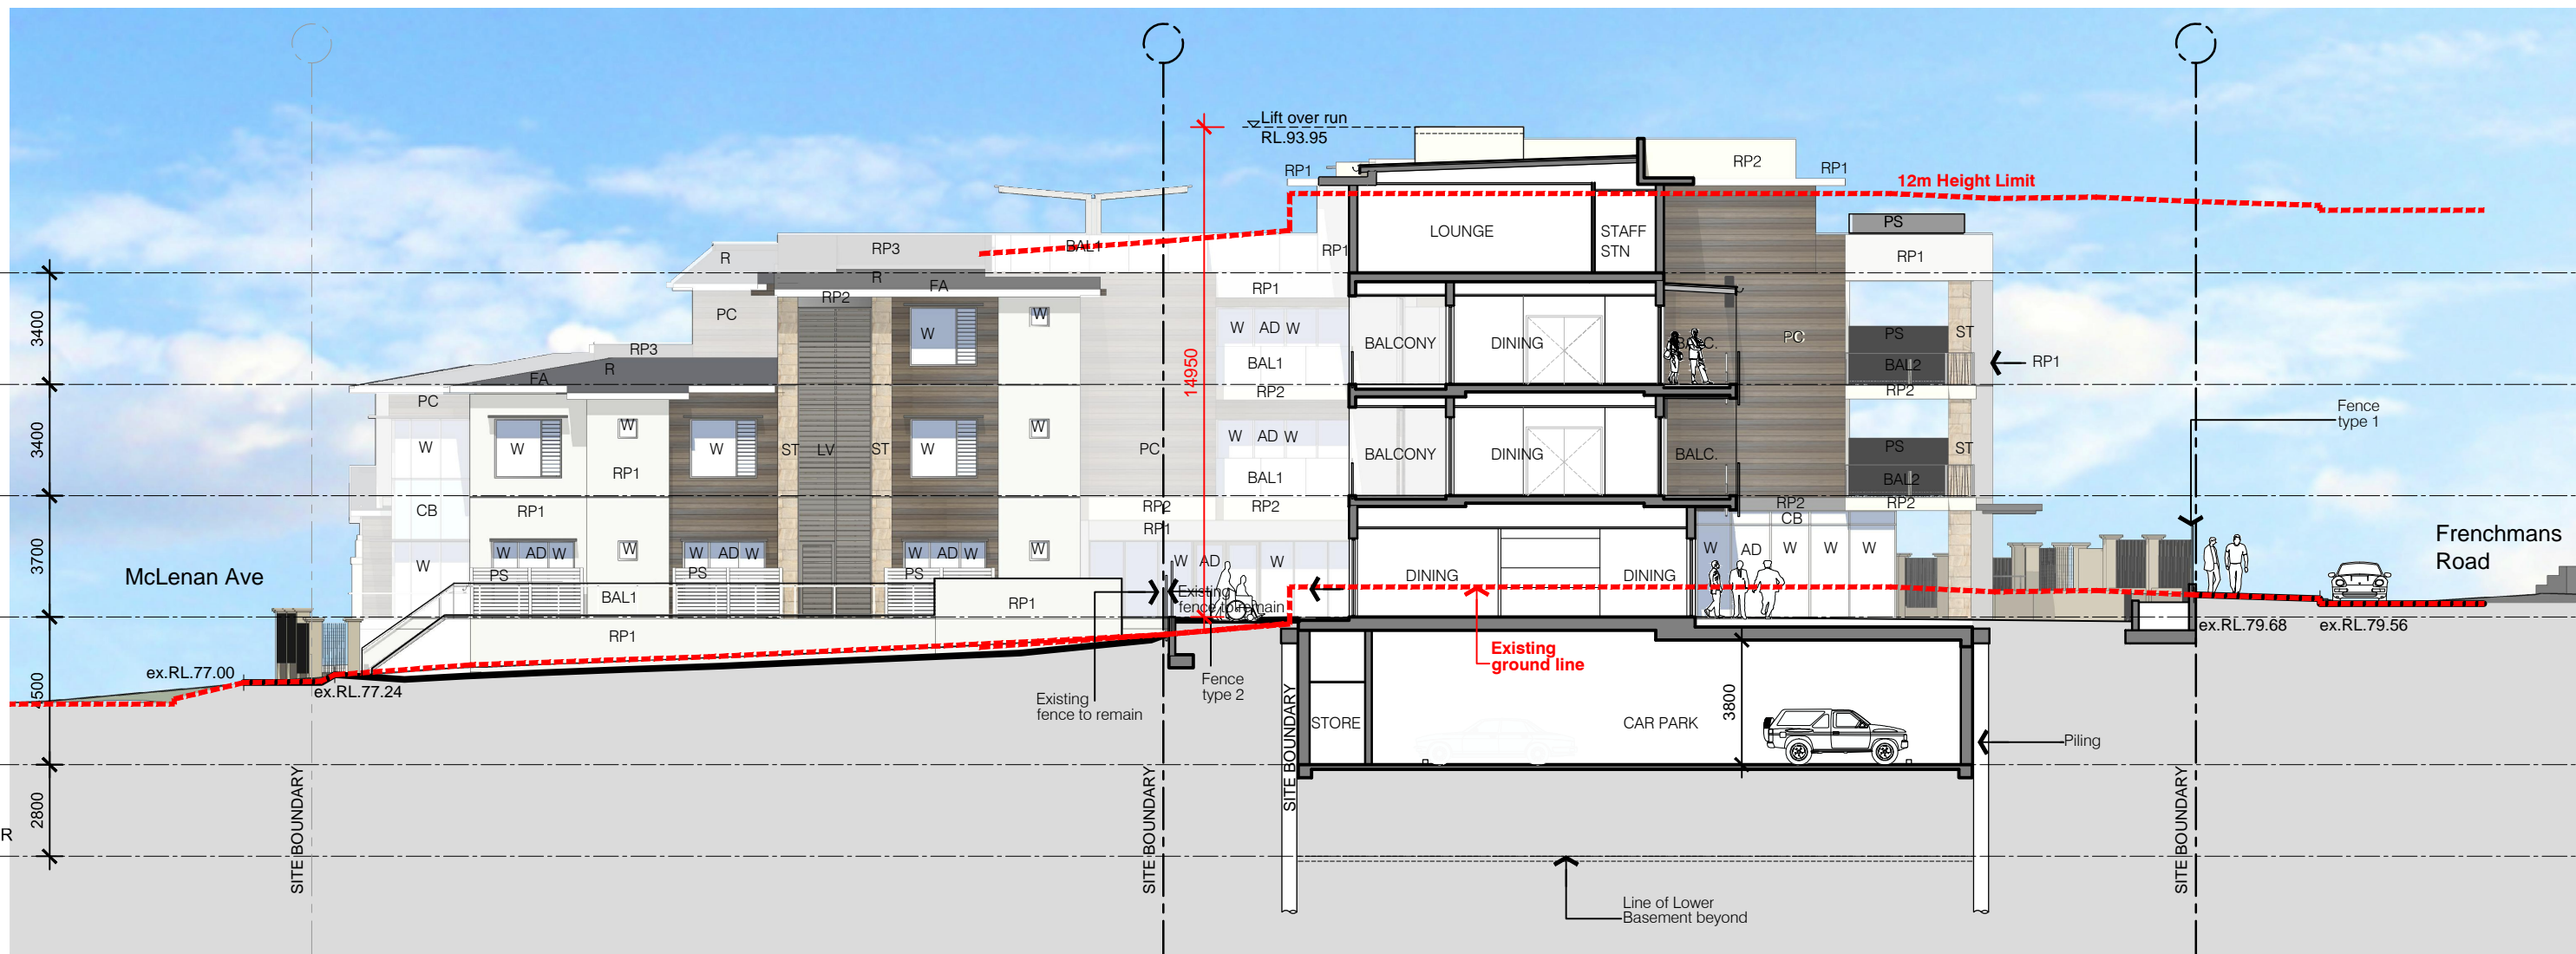 Lift over run
RL.93.95
RP2
RP1
RP1
12m Height Limit
PS
LOUNGE
STAFF
STN
RP3
BAL1
RP1
RP1
R
R
FA
RP2
RP1
PC
W
W
W AD W
BALCONY
DINING
BALC.
PC
PS
ST
3400
RP3
BAL1
BAL2
RP1
14950
R
FA
RP2
RP2
PC
Fence
type 1
W
W
W
W
ST
LV
ST
W
W
W AD W
PC
BALCONY
DINING
BALC.
PS
ST
3400
RP1
BAL1
BAL2
CB
RP1
RP2
RP2
RP2
RP2
CB
RP1
Frenchmans
Road
W AD W
W
W AD W
W AD W
W
W AD
W
W
AD
W
W
W
3700
McLenan Ave
W
PS
PS
PS
DINING
DINING
BAL1
RP1
Existing
fence to remain
RP1
ex.RL.79.68
ex.RL.79.56
Existing
ground line
ex.RL.77.00
ex.RL.77.24
Fence
type 2
Existing
fence to remain
4500
STORE
CAR PARK
3800
Piling
SITE BOUNDARY
SITE BOUNDARY
SITE BOUNDARY
SITE BOUNDARY
2800
R
Line of Lower
Basement beyond